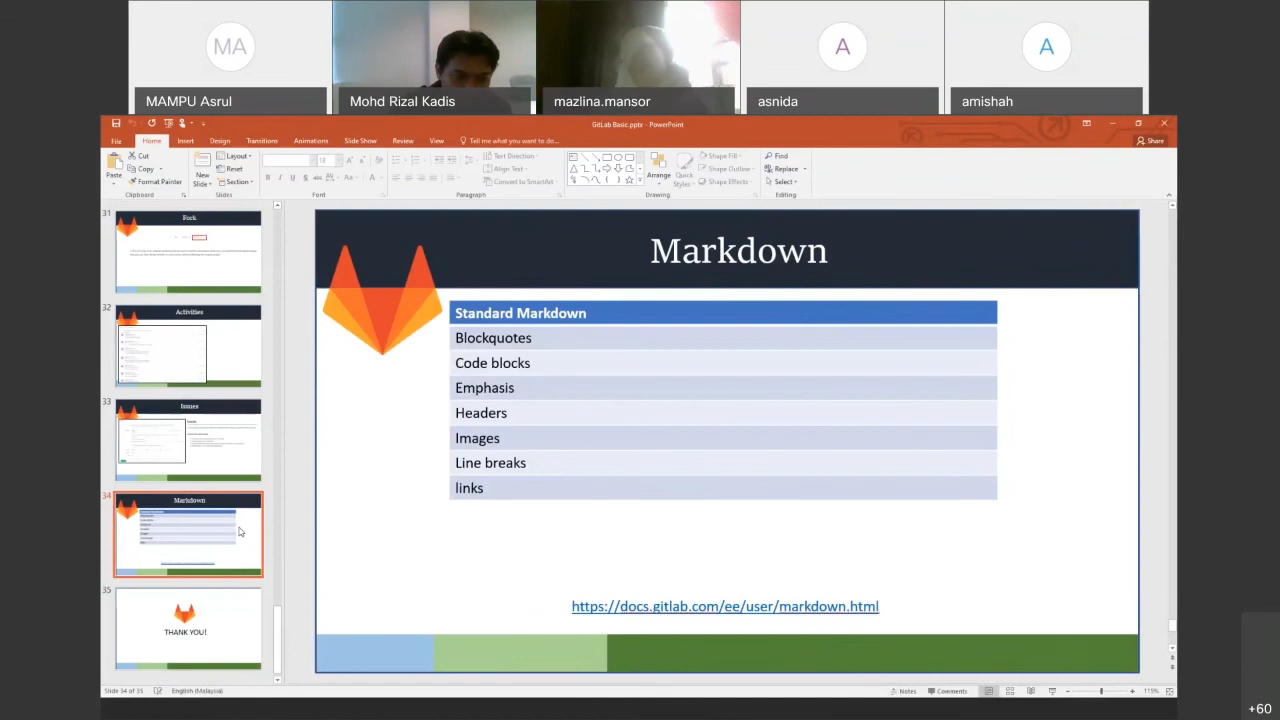 MA
A
A
MAMPU Asrul
Mohd Rizal Kadis
mazlina.mansor
asnida
amishah
GitLab Basic.pptx - PowerPoint
File
Home
Insert
Design
Transitions
Animations
Slide Show
Review
View
Tell me what you want to do...
Share
Paste
Cut
Copy
Format Painter
Clipboard
New Slide
Layout
Reset
Section
Slides
18
Font
Text Direction
Align Text
Convert to SmartArt
Paragraph
Arrange
Quick Styles
Shape Fill
Shape Outline
Shape Effects
Drawing
Find
Replace
Select
Editing
31
Fork
32
Activities
33
Issues
34
Markdown
35
THANK YOU!
Markdown
Standard Markdown
Blockquotes
Code blocks
Emphasis
Headers
Images
Line breaks
links
https://docs.gitlab.com/ee/user/markdown.html
Slide 34 of 35
English (Malaysia)
Notes
Comments
115%
+60